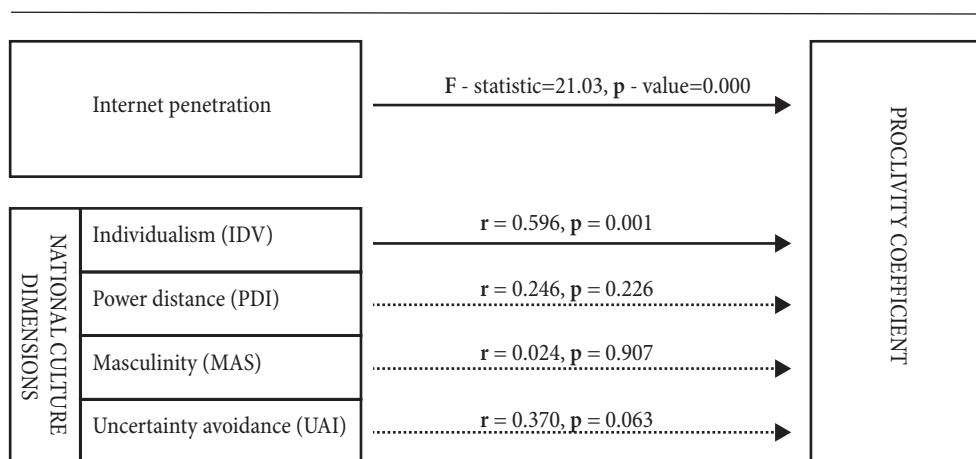 Internet penetration
F - statistic=21.03, p - value=0.000
PROCLIVITY COEFFICIENT
NATIONAL CULTURE
DIMENSIONS
Individualism (IDV)
r = 0.596, p = 0.001
Power distance (PDI)
r = 0.246, p = 0.226
Masculinity (MAS)
r = 0.024, p = 0.907
Uncertainty avoidance (UAI)
r = 0.370, p = 0.063